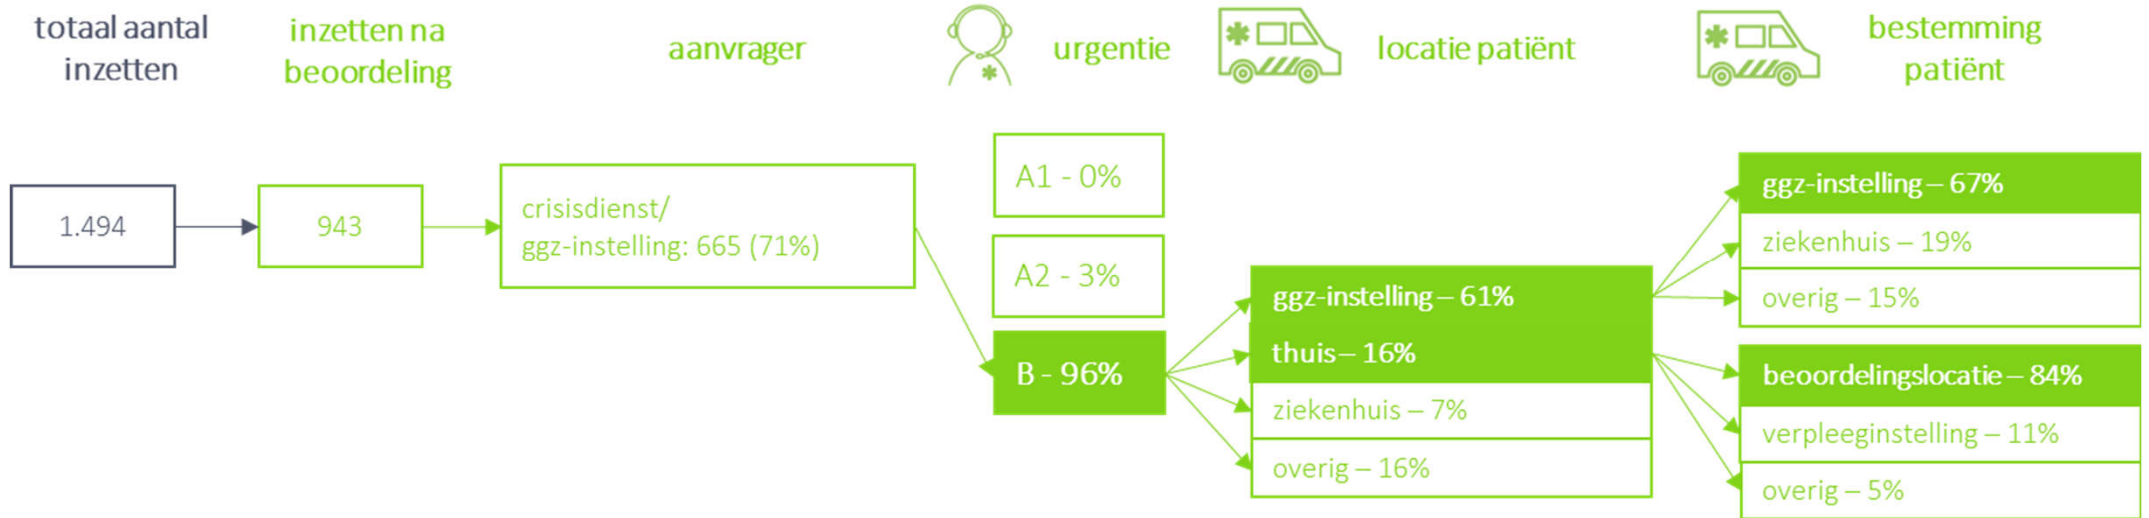 totaal aantal
inzetten
inzetten na
beoordeling
aanvrager
urgentie
locatie patiënt
bestemming
patiënt
1.494
943
crisisdienst/
ggz-instelling: 665 (71%)
A1 - 0%
A2 - 3%
B - 96%
ggz-instelling – 61%
thuis – 16%
ziekenhuis – 7%
overig – 16%
ggz-instelling – 67%
ziekenhuis – 19%
overig – 15%
beoordelingslocatie – 84%
verpleeginstelling – 11%
overig – 5%